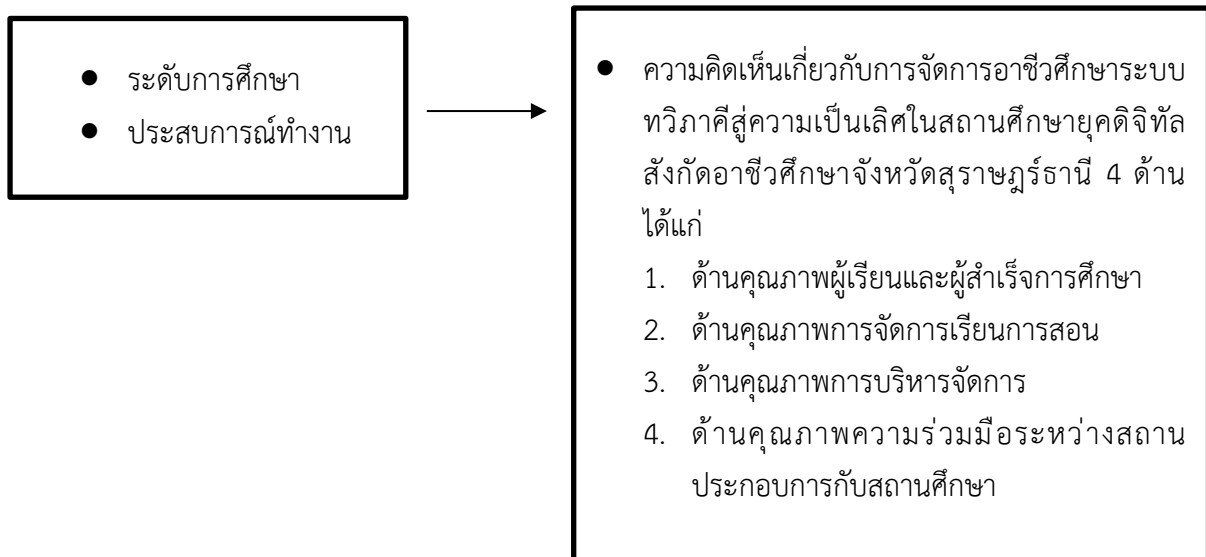 ● ระดับการศึกษา
● ประสบการณ์ทำงาน
● ความคิดเห็นเกี่ยวกับการจัดการอาชีวศึกษาระบบ
ทวิภาคีสู่ความเป็นเลิศในสถานศึกษายุคดิจิทัล
สังกัดอาชีวศึกษาจังหวัดสุราษฎร์ธานี 4 ด้าน
ได้แก่
1. ด้านคุณภาพผู้เรียนและผู้สำเร็จการศึกษา
2. ด้านคุณภาพการจัดการเรียนการสอน
3. ด้านคุณภาพการบริหารจัดการ
4. ด้านคุณภาพความร่วมมือระหว่างสถาน
ประกอบการกับสถานศึกษา